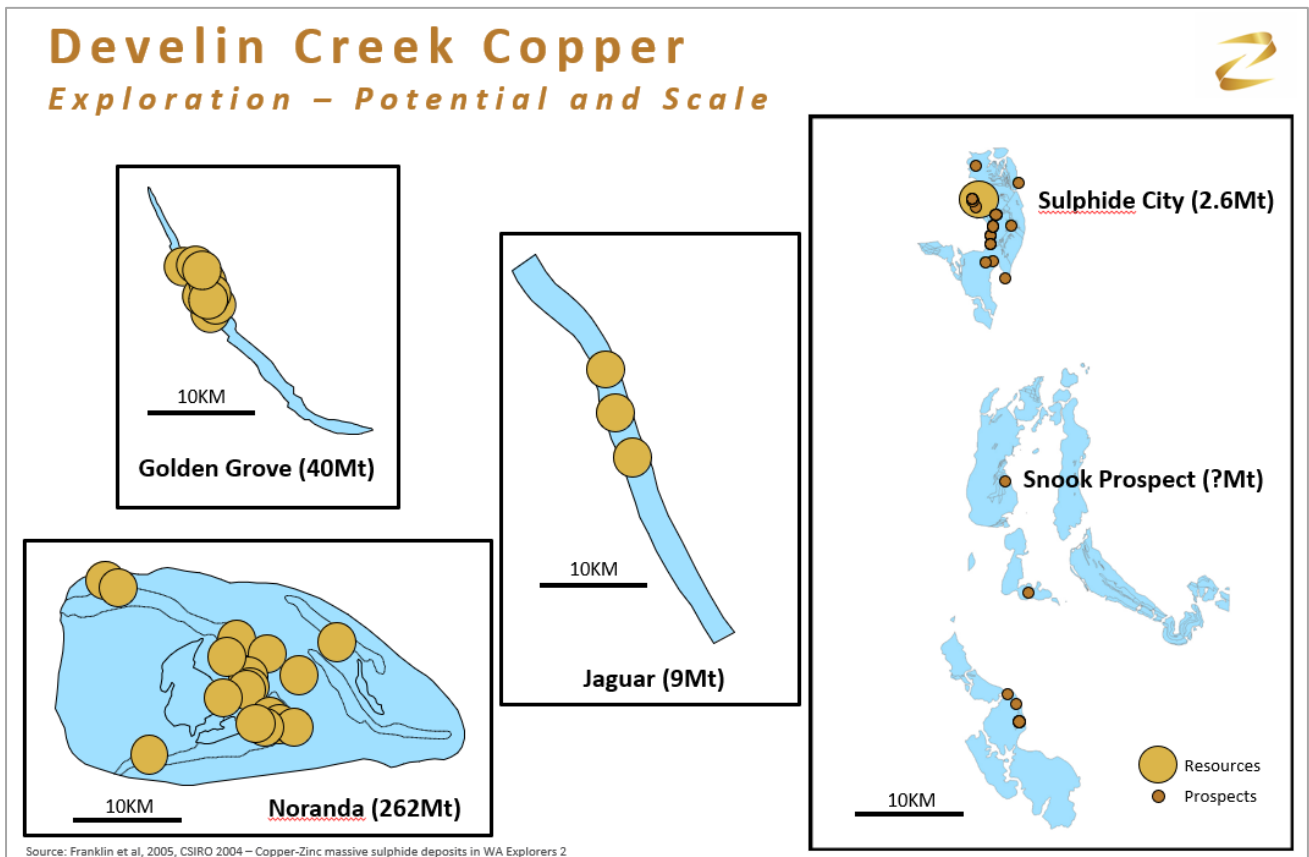 Develin Creek Copper
Exploration – Potential and Scale
10KM
Golden Grove (40Mt)
10KM
Jaguar (9Mt)
10KM
Noranda (262Mt)
Sulphide City (2.6Mt)
Snook Prospect (?Mt)
10KM
Resources
Prospects
Source: Franklin et al, 2005, CSIRO 2004 – Copper-Zinc massive sulphide deposits in WA Explorers 2